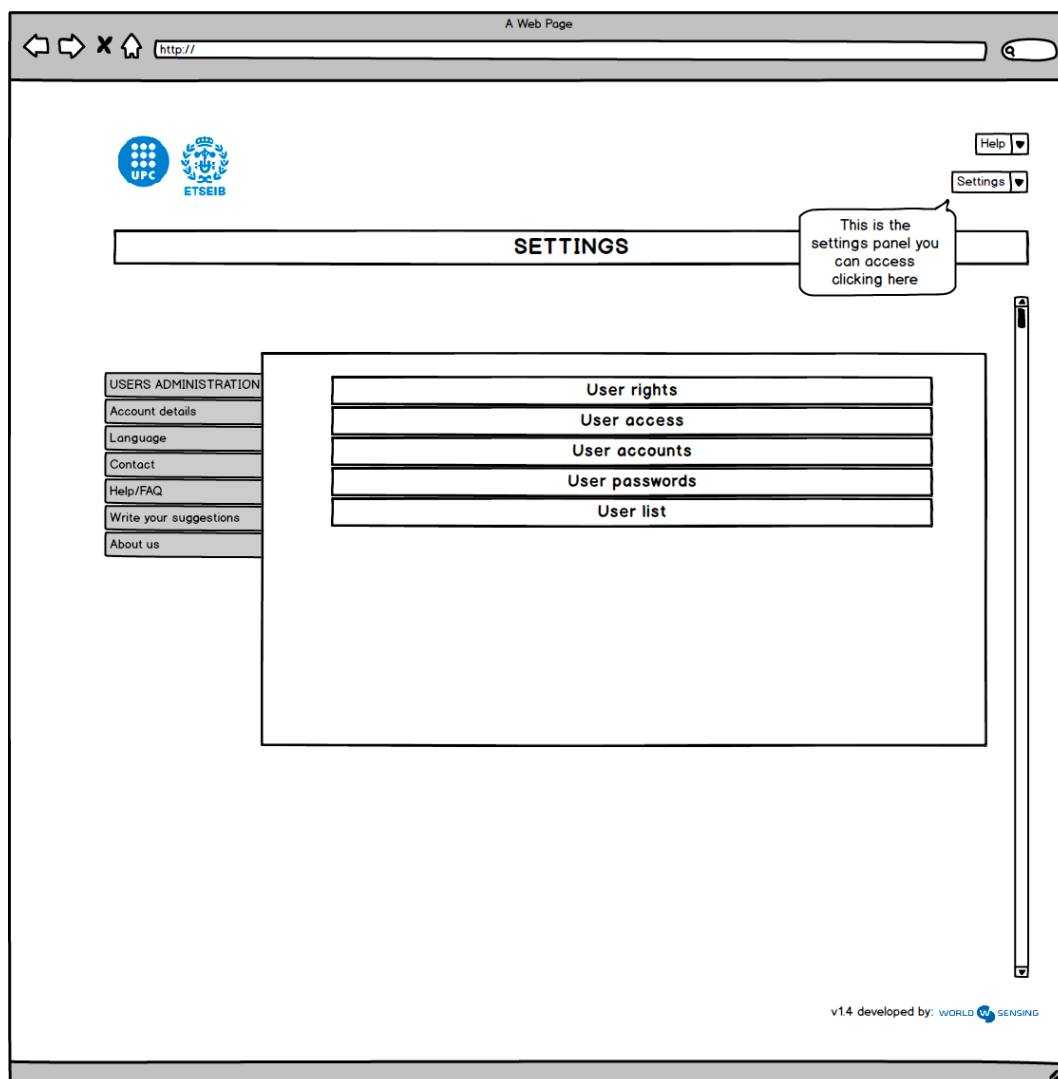 A Web Page
http://
UPC
ETSEIB
Help
Settings
This is the
settings panel you
can access
clicking here
SETTINGS
USERS ADMINISTRATION
Account details
Language
Contact
Help/FAQ
Write your suggestions
About us
User rights
User access
User accounts
User passwords
User list
v1.4 developed by: WORLD W SENSING